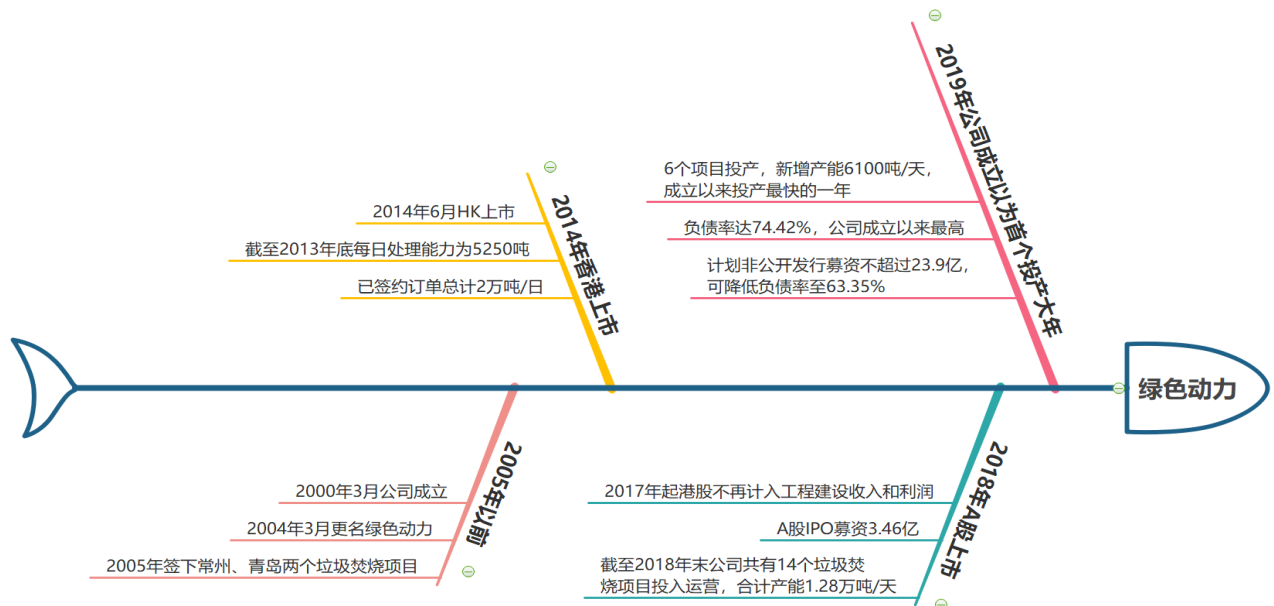 2019年公司成立以为首个投产大年
6个项目投产，新增产能6100吨/天，
成立以来投产最快的一年
负债率达74.42%，公司成立以来最高
计划非公开发行募资不超过23.9亿，
可降低负债率至63.35%
2014年香港上市
2014年6月HK上市
截至2013年底每日处理能力为5250吨
已签约订单总计2万吨/日
绿色动力
2005年以前
2000年3月公司成立
2004年3月更名绿色动力
2005年签下常州、青岛两个垃圾焚烧项目
2018年A股上市
2017年起港股不再计入工程建设收入和利润
A股IPO募资3.46亿
截至2018年末公司共有14个垃圾焚
烧项目投入运营，合计产能1.28万吨/天